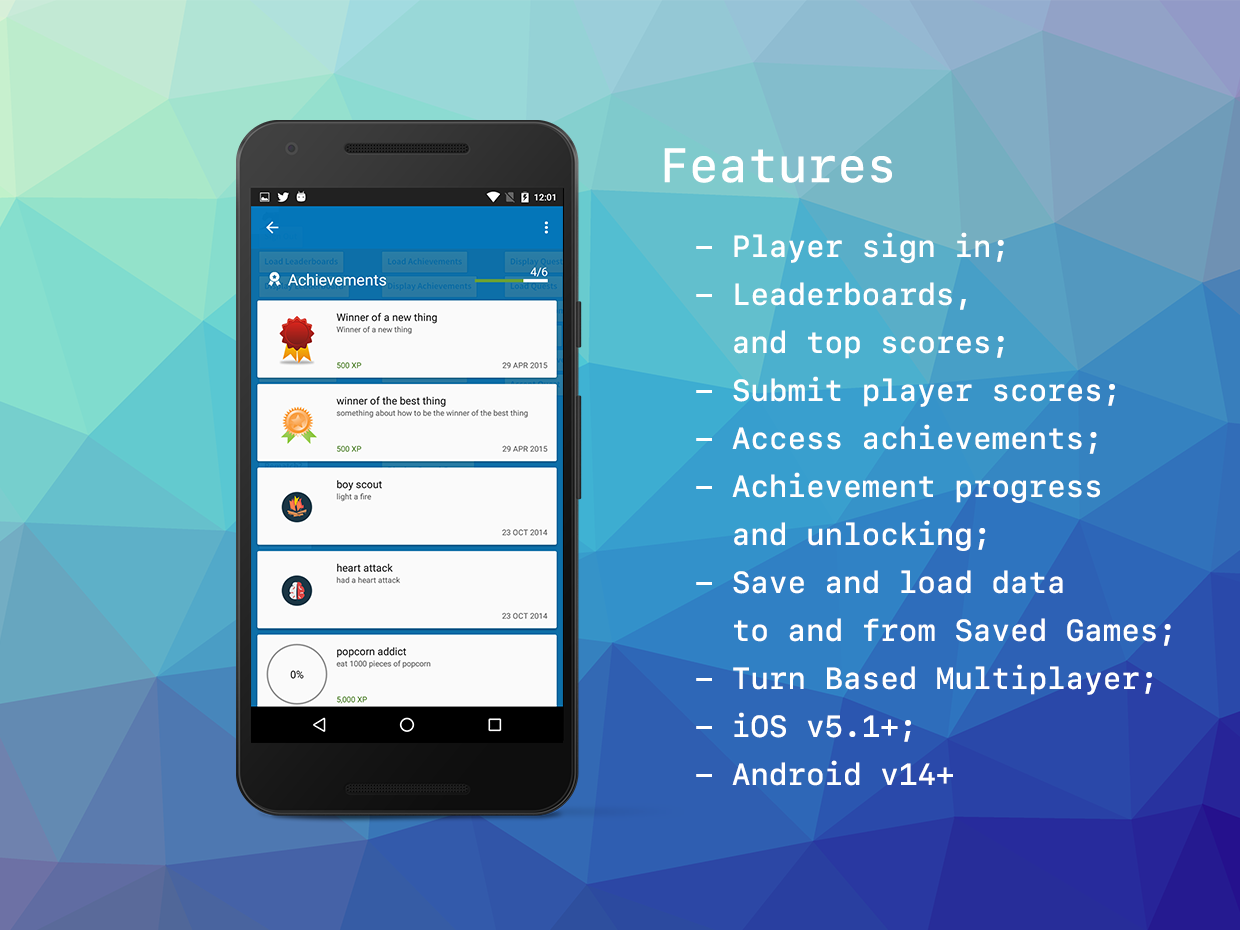 12:01
Load Leaderboards
Load Achievements
Display Quest
Achievements
4/6
Display Achievements
Load Quests
Winner of a new thing
Winner of a new thing
500 XP
29 APR 2015
winner of the best thing
something about how to be the winner of the best thing
500 XP
29 APR 2015
boy scout
light a fire
23 OCT 2014
heart attack
had a heart attack
23 OCT 2014
0%
popcorn addict
eat 1000 pieces of popcorn
5,000 XP
Features
– Player sign in;
– Leaderboards,
and top scores;
– Submit player scores;
– Access achievements;
– Achievement progress
and unlocking;
– Save and load data
to and from Saved Games;
– Turn Based Multiplayer;
– iOS v5.1+;
– Android v14+